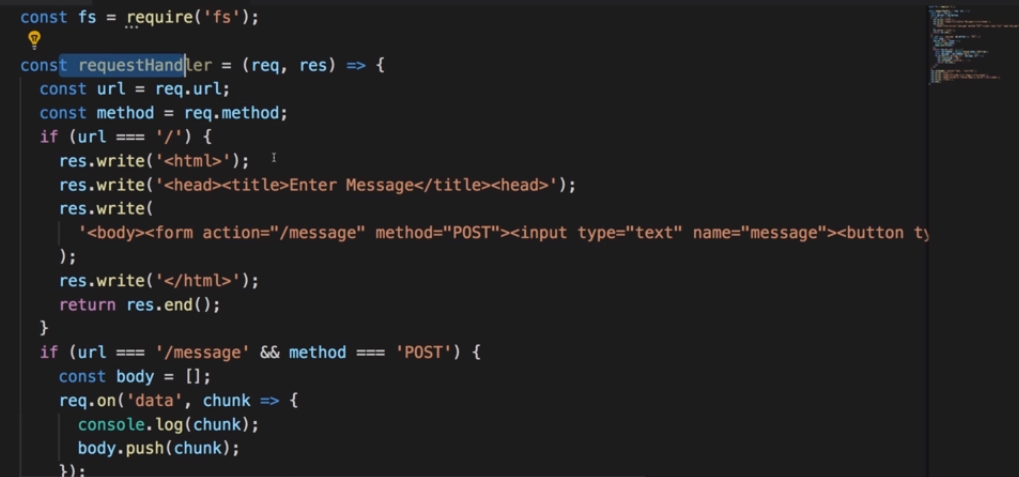 const fs = require('fs');
const requestHandler = (req, res) => {
const url = req.url;
const method = req.method;
if (url === '/') {
res.write('<html>');
res.write('<head><title>Enter Message</title><head>');
res.write(
'<body><form action="/message" method="POST"><input type="text" name="message"><button ty
);
res.write('</html>');
return res.end();
}
if (url === '/message' && method === 'POST') {
const body = [];
req.on('data', chunk => {
console.log(chunk);
body.push(chunk);
});